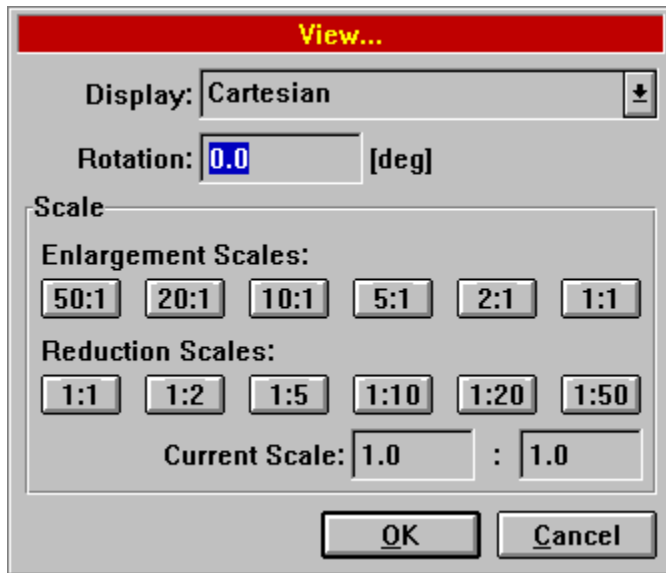 View...
Display: Cartesian
Rotation: 0.0 [deg]
Scale
Enlargement Scales:
50:1 20:1 10:1 5:1 2:1 1:1
Reduction Scales:
1:1 1:2 1:5 1:10 1:20 1:50
Current Scale: 1.0 : 1.0
OK Cancel